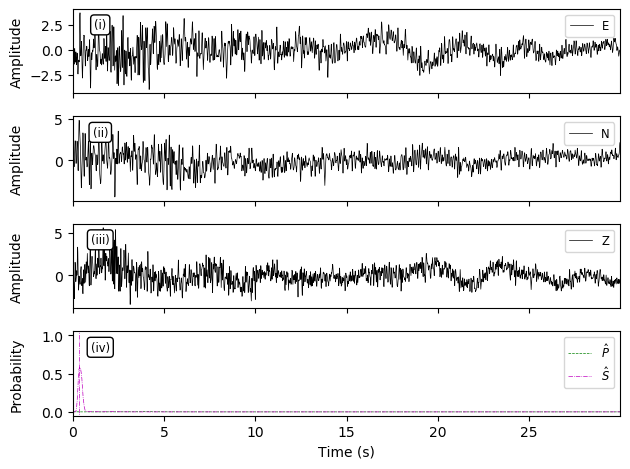 Amplitude
2.5
0.0
−2.5
(i)
E
Amplitude
5
0
(ii)
N
Amplitude
5
0
(iii)
Z
Probability
1.0
0.5
0.0
(iv)
P̂
Ŝ
0 5 10 15 20 25
Time (s)